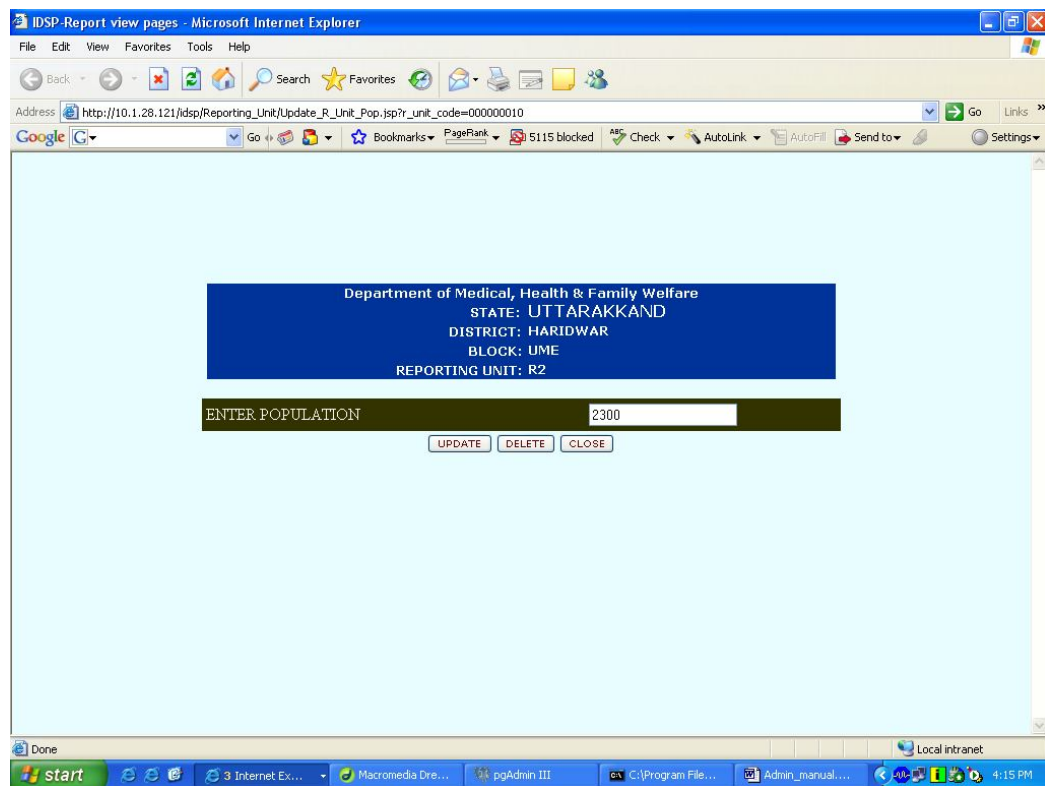 IDSP-Report view pages - Microsoft Internet Explorer
File Edit View Favorites Tools Help
Back Search Favorites
Address http://10.1.28.121/idsp/Reporting_Unit/Update_R_Unit_Pop.jsp?r_unit_code=000000010 Go Links »
Google G Go Bookmarks PageRank 5115 blocked ABC Check AutoLink AutoFill Send to Settings
Department of Medical, Health & Family Welfare
STATE: UTTARAKKAND
DISTRICT: HARIDWAR
BLOCK: UME
REPORTING UNIT: R2
ENTER POPULATION 2300
UPDATE DELETE CLOSE
Done Local intranet
start 3 Internet Ex... Macromedia Dre... pgAdmin III C:\Program File... Admin_manual.... 4:15 PM